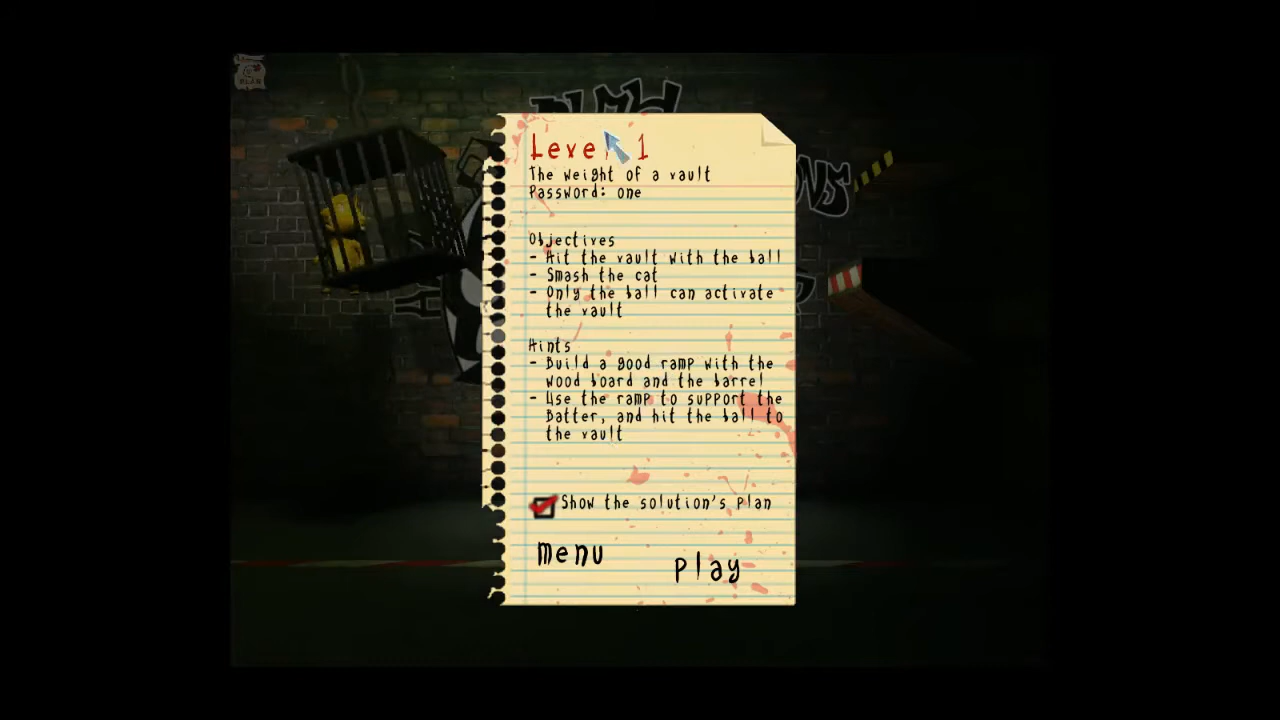 Level 1
The weight of a vault
Password: one
Objectives
- Hit the vault with the ball
- Smash the cat
- Only the ball can activate
the vault
Hints
- Build a good ramp with the
wood board and the barrel
- Use the ramp to support the
Batter, and hit the ball to
the vault
Show the solution's plan
menu
play